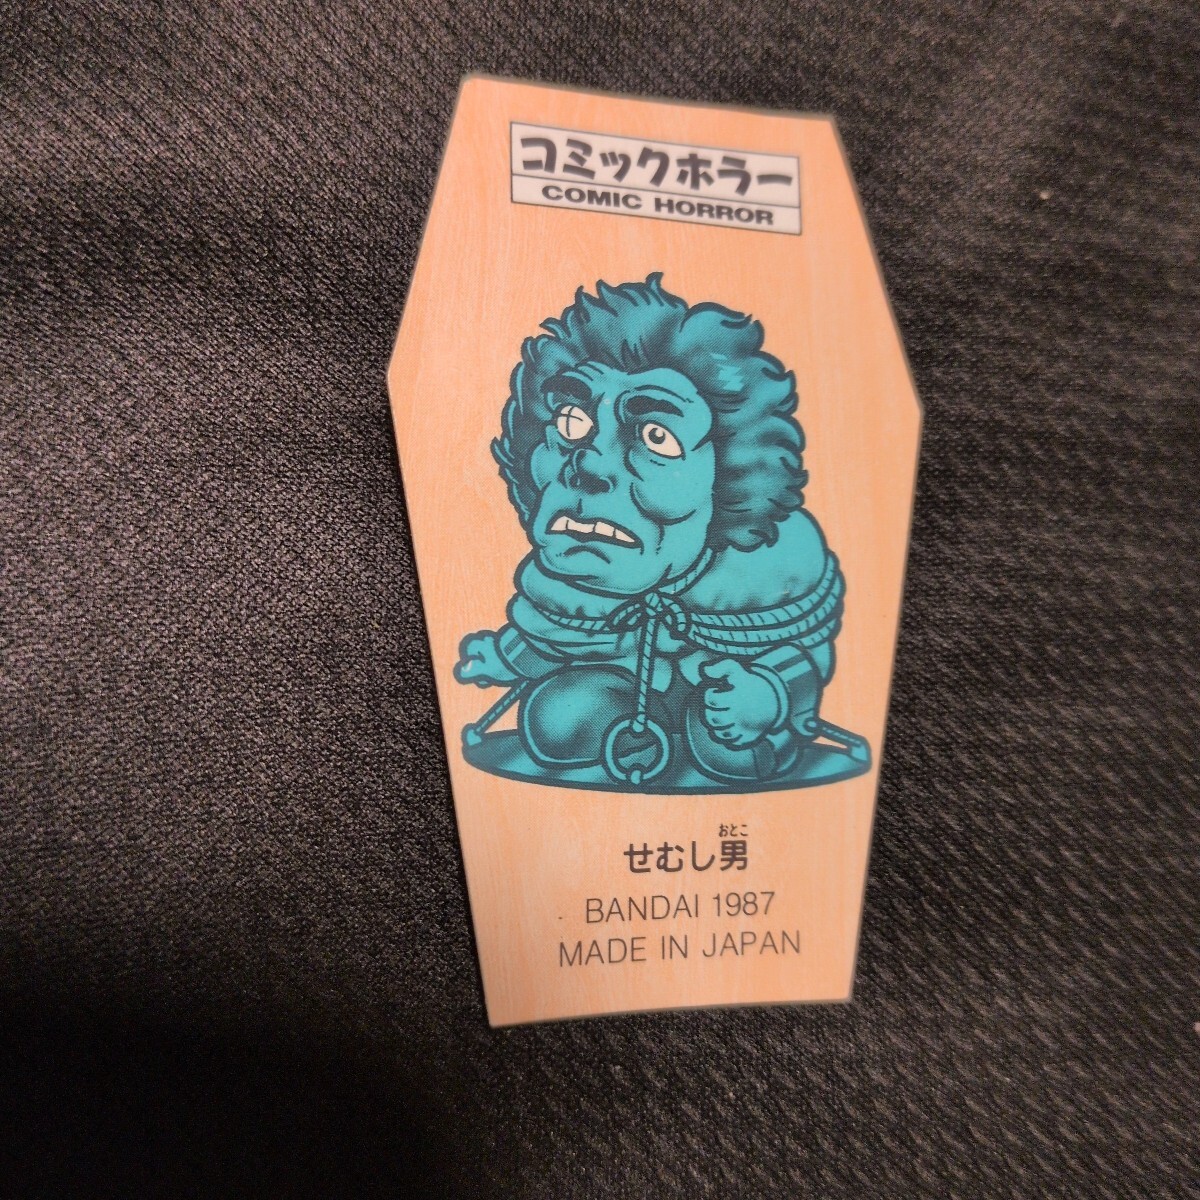 コミックホラー
COMIC HORROR
おとこ
せむし男
BANDAI 1987
MADE IN JAPAN